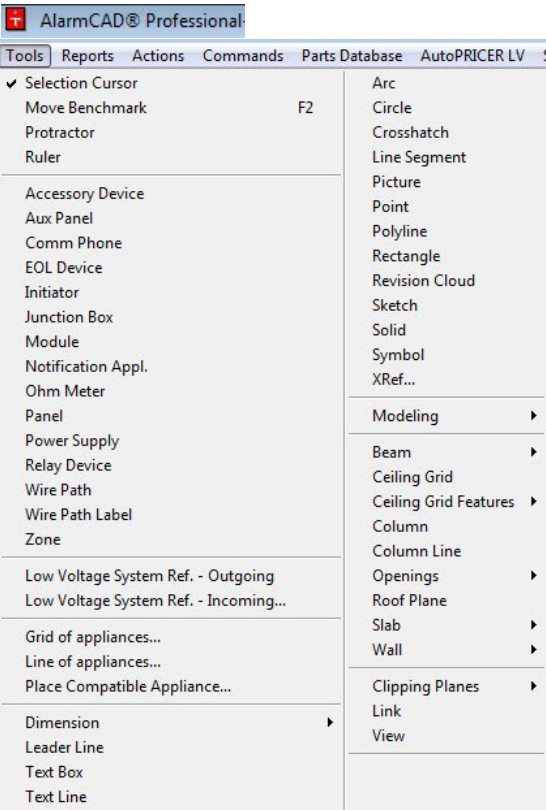 AlarmCAD® Professional-
Tools Reports Actions Commands Parts Database AutoPRICER LV
Selection Cursor
Move Benchmark F2
Protractor
Ruler
Accessory Device
Aux Panel
Comm Phone
EOL Device
Initiator
Junction Box
Module
Notification Appl.
Ohm Meter
Panel
Power Supply
Relay Device
Wire Path
Wire Path Label
Zone
Low Voltage System Ref. - Outgoing
Low Voltage System Ref. - Incoming...
Grid of appliances...
Line of appliances...
Place Compatible Appliance...
Dimension
Leader Line
Text Box
Text Line
Arc
Circle
Crosshatch
Line Segment
Picture
Point
Polyline
Rectangle
Revision Cloud
Sketch
Solid
Symbol
XRef...
Modeling
Beam
Ceiling Grid
Ceiling Grid Features
Column
Column Line
Openings
Roof Plane
Slab
Wall
Clipping Planes
Link
View